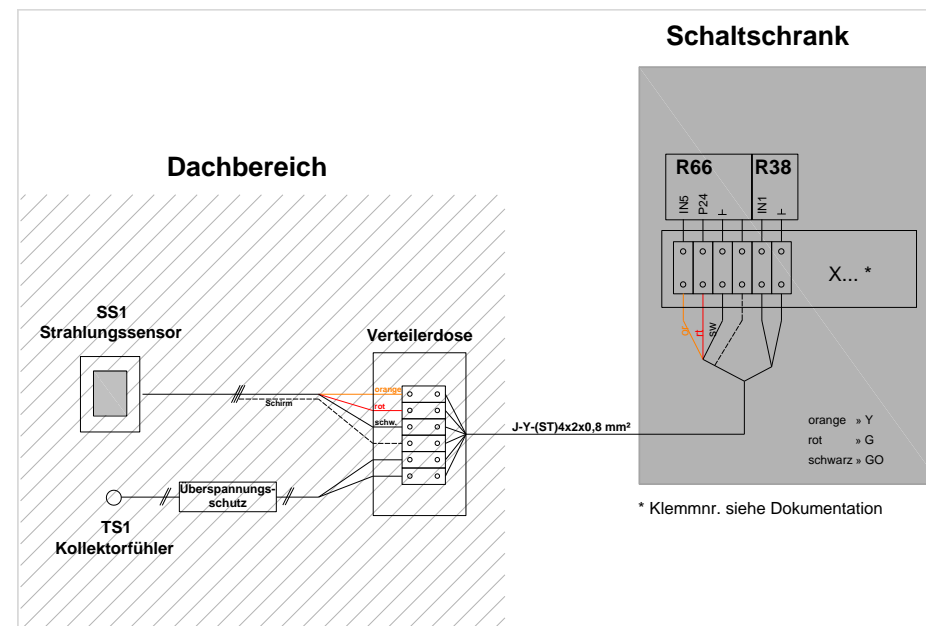 Schaltschrank
Dachbereich
R66
R38
IN5
P24
IN1
X... *
SS1
Strahlungssensor
Verteilerdose
or
rt
sw
orange
rot
schw.
Schirm
J-Y-(ST)4x2x0,8 mm²
orange » Y
rot » G
schwarz » GO
Überspannungs-
schutz
* Klemmnr. siehe Dokumentation
TS1
Kollektorfühler